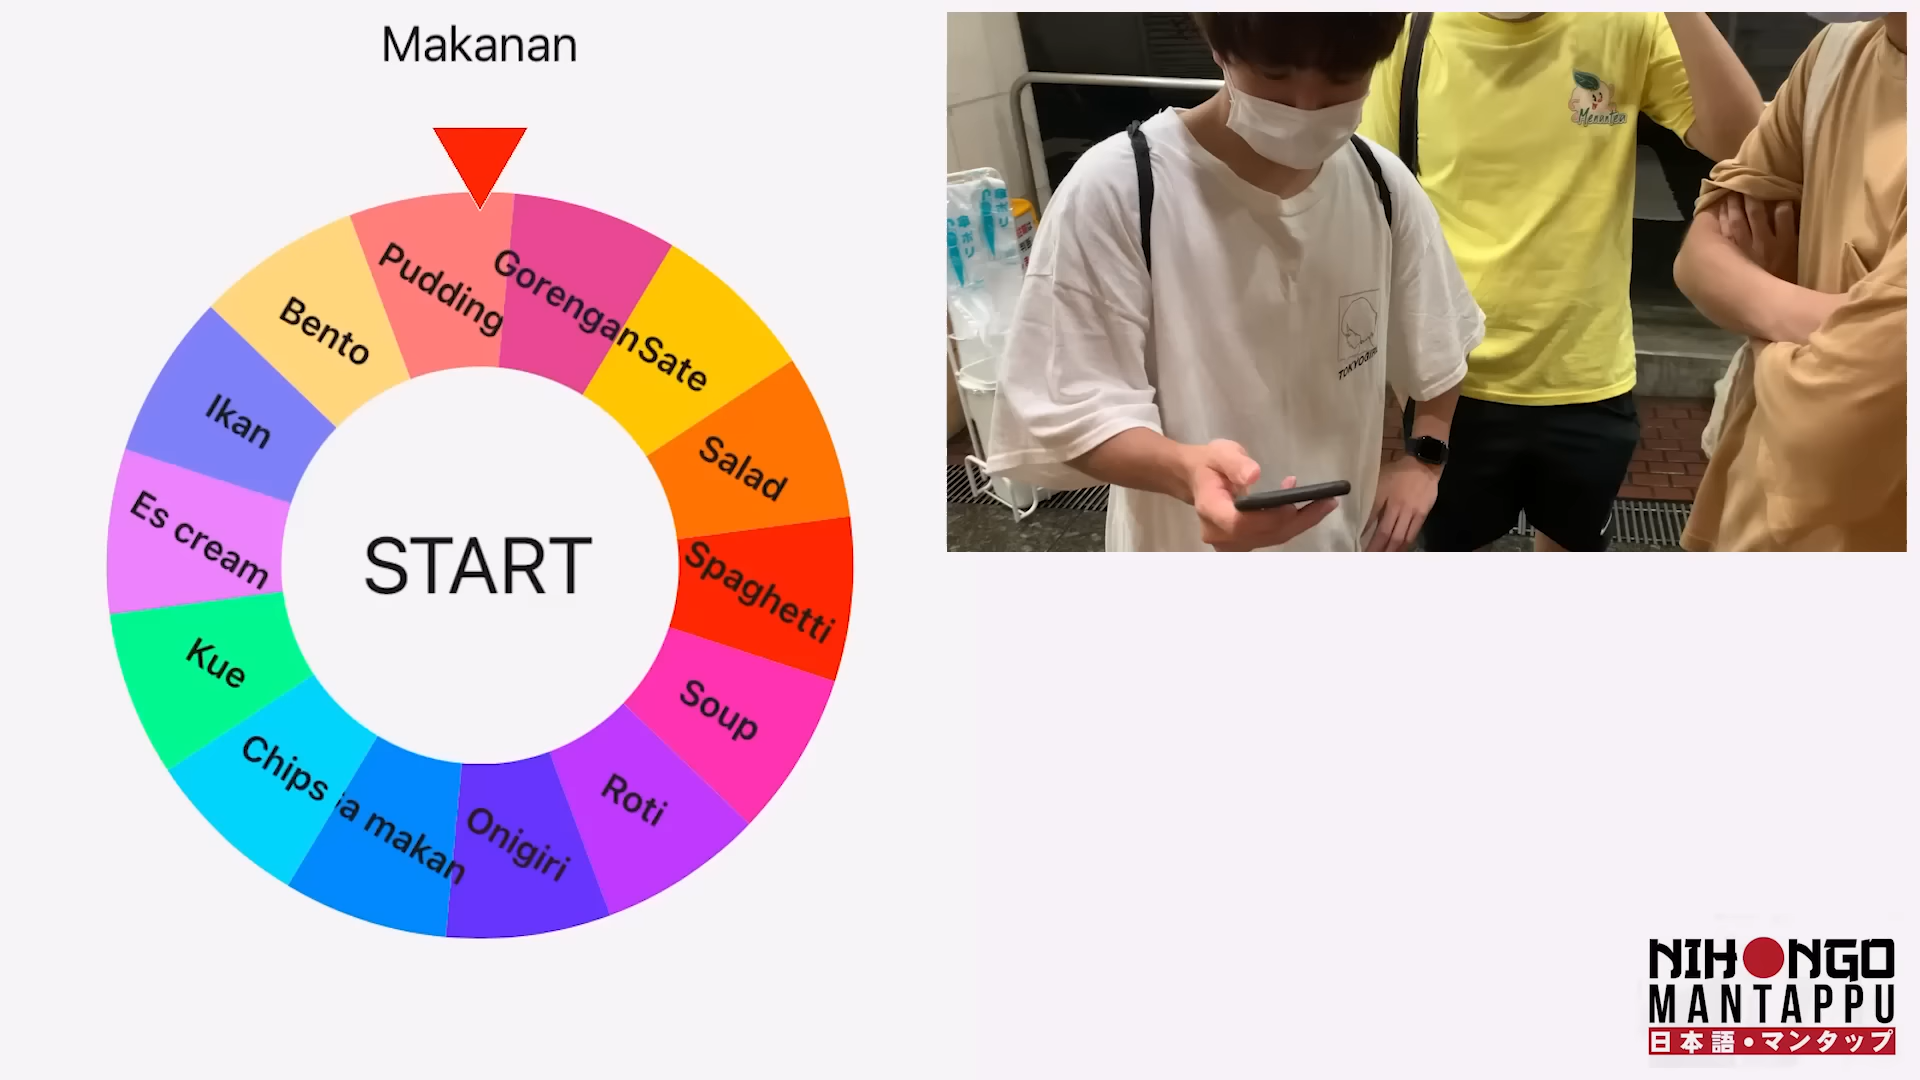 Makanan
Pudding
Gorengan
Sate
Salad
Spaghetti
Soup
Roti
Onigiri
makan
Chips
Kue
Es cream
Ikan
Bento
START
Menantea
TOKYOGIRL
NIHONGO
MANTAPPU
日本語・マンタップ